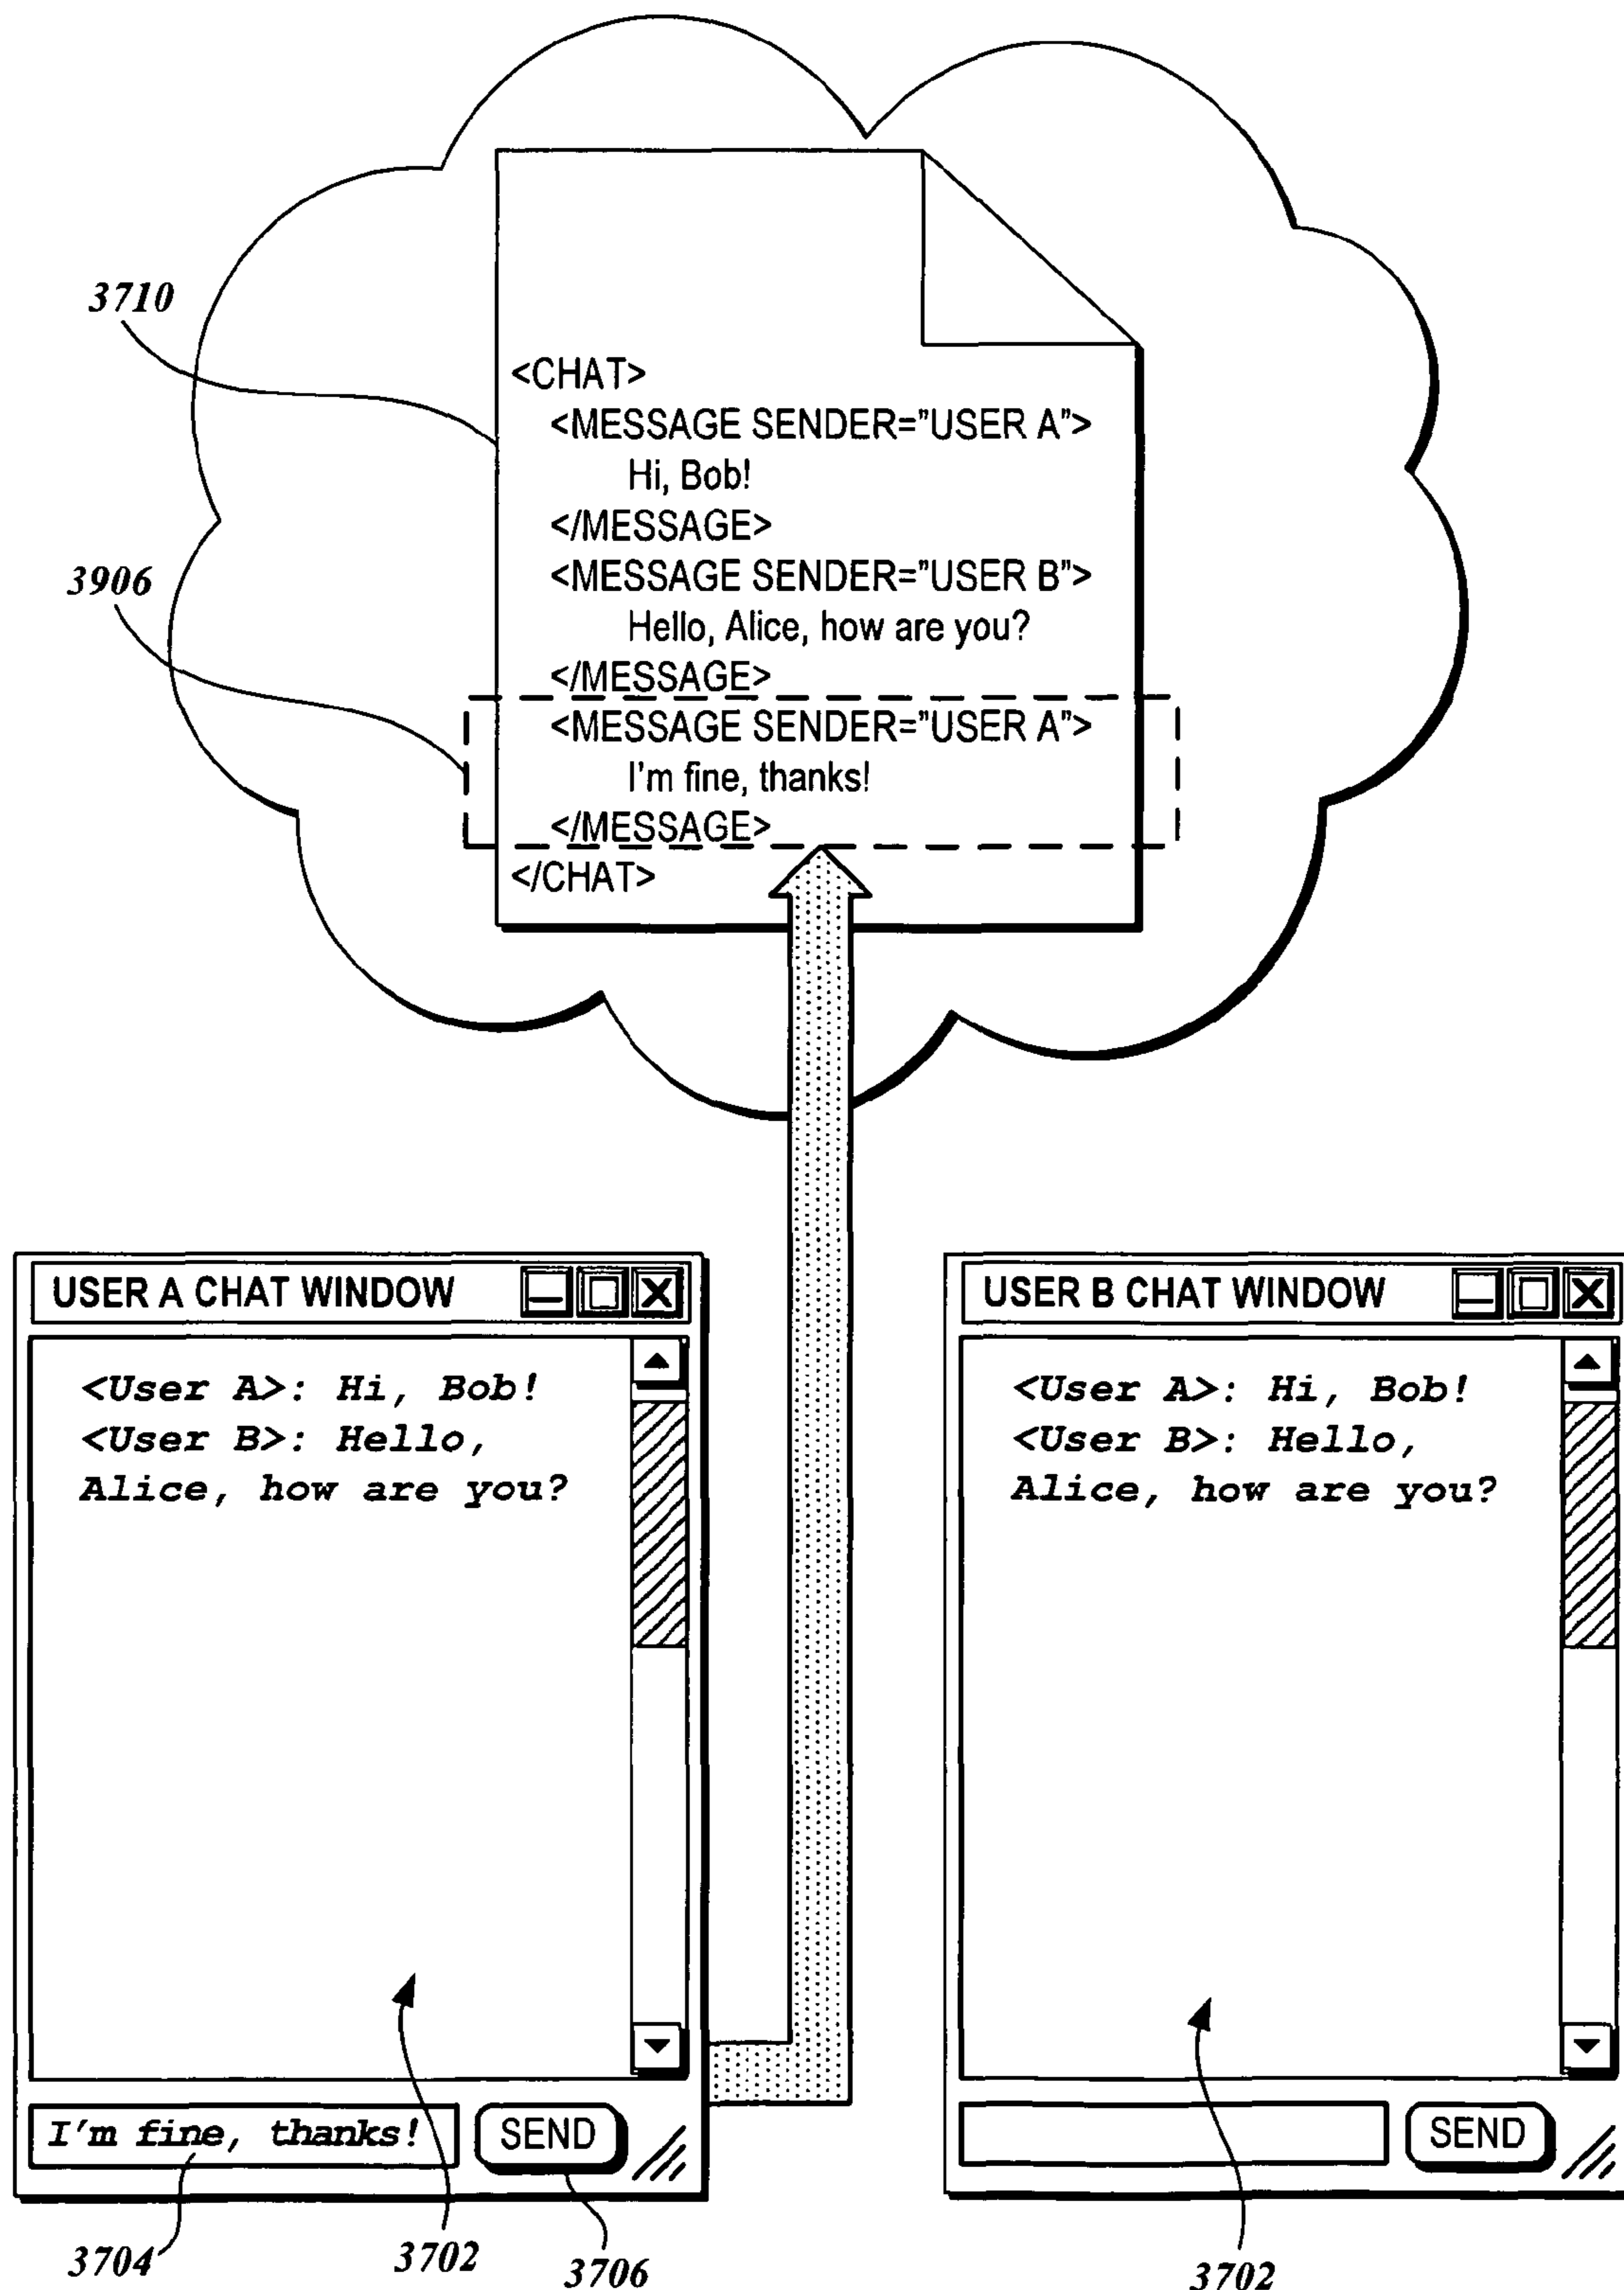 3710
<CHAT>
<MESSAGE SENDER="USER A">
Hi, Bob!
</MESSAGE>
<MESSAGE SENDER="USER B">
Hello, Alice, how are you?
</MESSAGE>
3906
<MESSAGE SENDER="USER A">
I'm fine, thanks!
</MESSAGE>
</CHAT>
USER A CHAT WINDOW
<User A>: Hi, Bob!
<User B>: Hello,
Alice, how are you?
I'm fine, thanks!
SEND
3704
3702
3706
USER B CHAT WINDOW
<User A>: Hi, Bob!
<User B>: Hello,
Alice, how are you?
SEND
3702